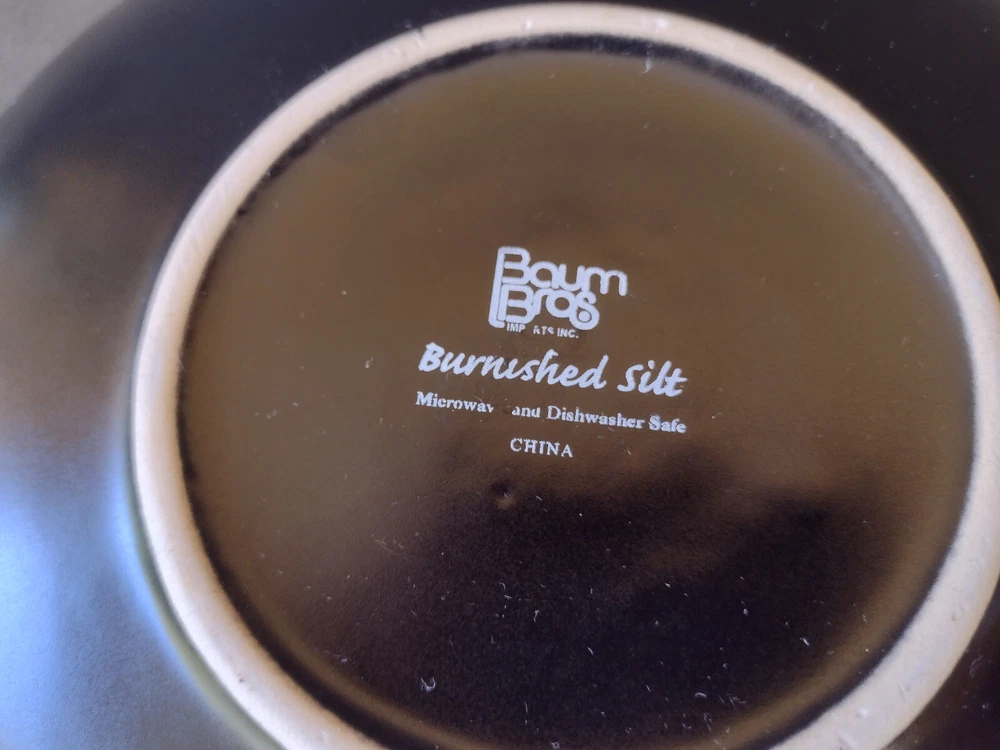 Baum
Bros
INC.
Burnished Silt
and Dishwasher Safe
CHINA